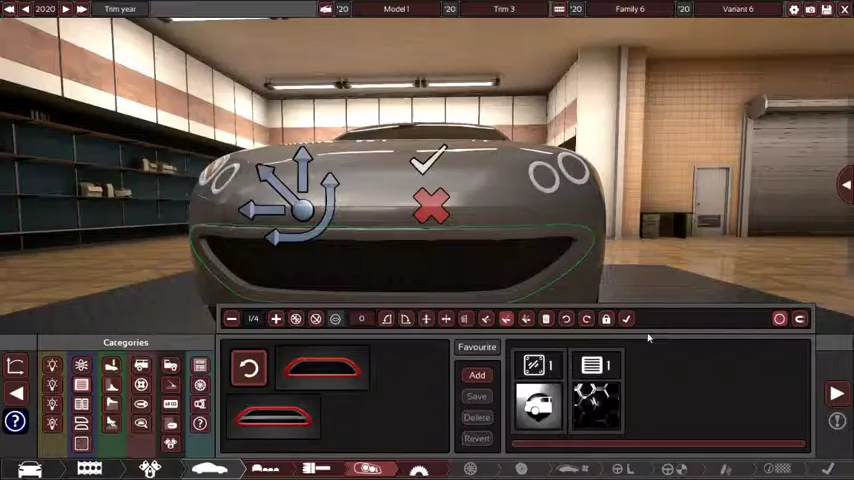 2020 Trim year '20 Model 1 '20 Trim 3 '20 Family 6 '20 Variant 6
1/4 0
Categories
Favourite
Add
Save
Delete
Revert
1 1
? ?
L